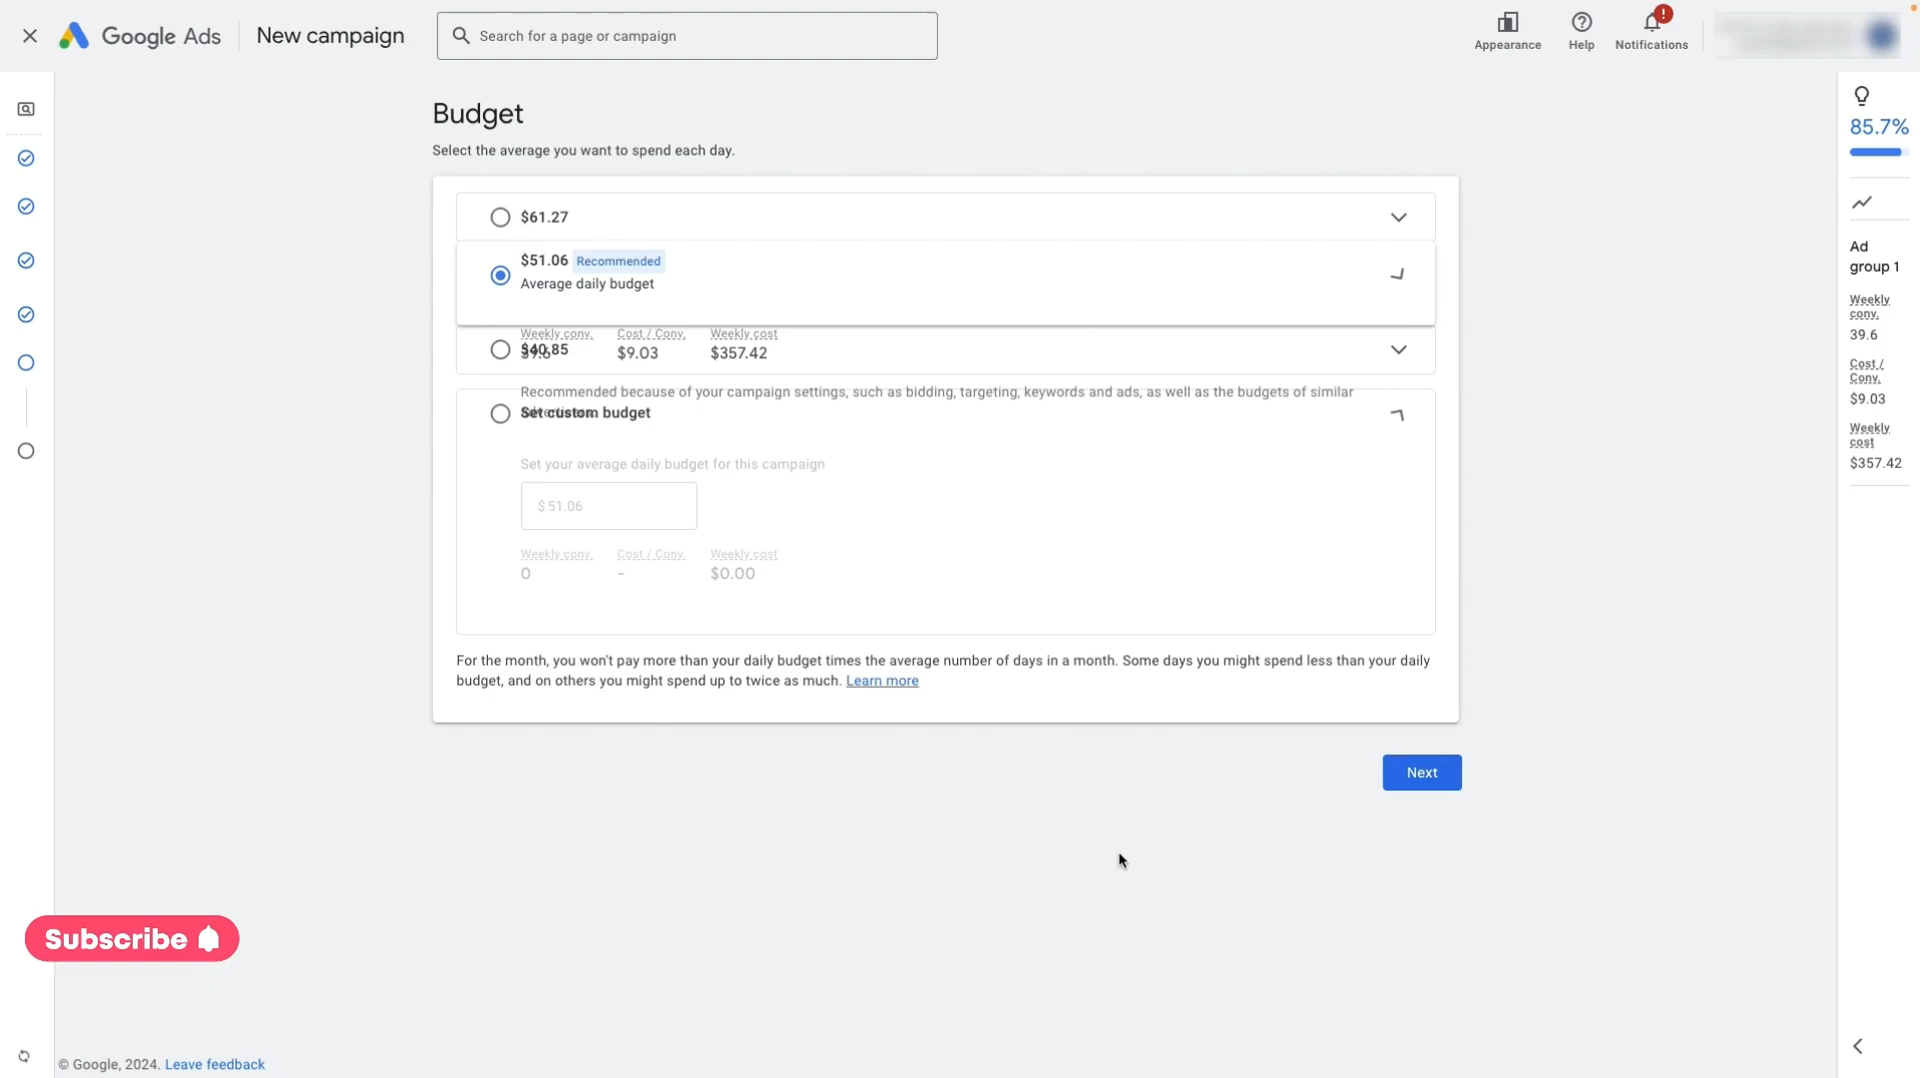 Google Ads
New campaign
Search for a page or campaign
Appearance
Help
!
Notifications
Budget
Select the average you want to spend each day.
$61.27
$51.06 Recommended
Average daily budget
Weekly conv. Cost / Conv. Weekly cost
$40.85
39.6 $9.03 $357.42
Recommended because of your campaign settings, such as bidding, targeting, keywords and ads, as well as the budgets of similar
Set custom budget
Set your average daily budget for this campaign
$ 51.06
Weekly conv. Cost / Conv. Weekly cost
0 - $0.00
For the month, you won't pay more than your daily budget times the average number of days in a month. Some days you might spend less than your daily
budget, and on others you might spend up to twice as much. Learn more
Next
85.7%
Ad
group 1
Weekly
conv.
39.6
Cost /
Conv.
$9.03
Weekly
cost
$357.42
Subscribe
© Google, 2024. Leave feedback